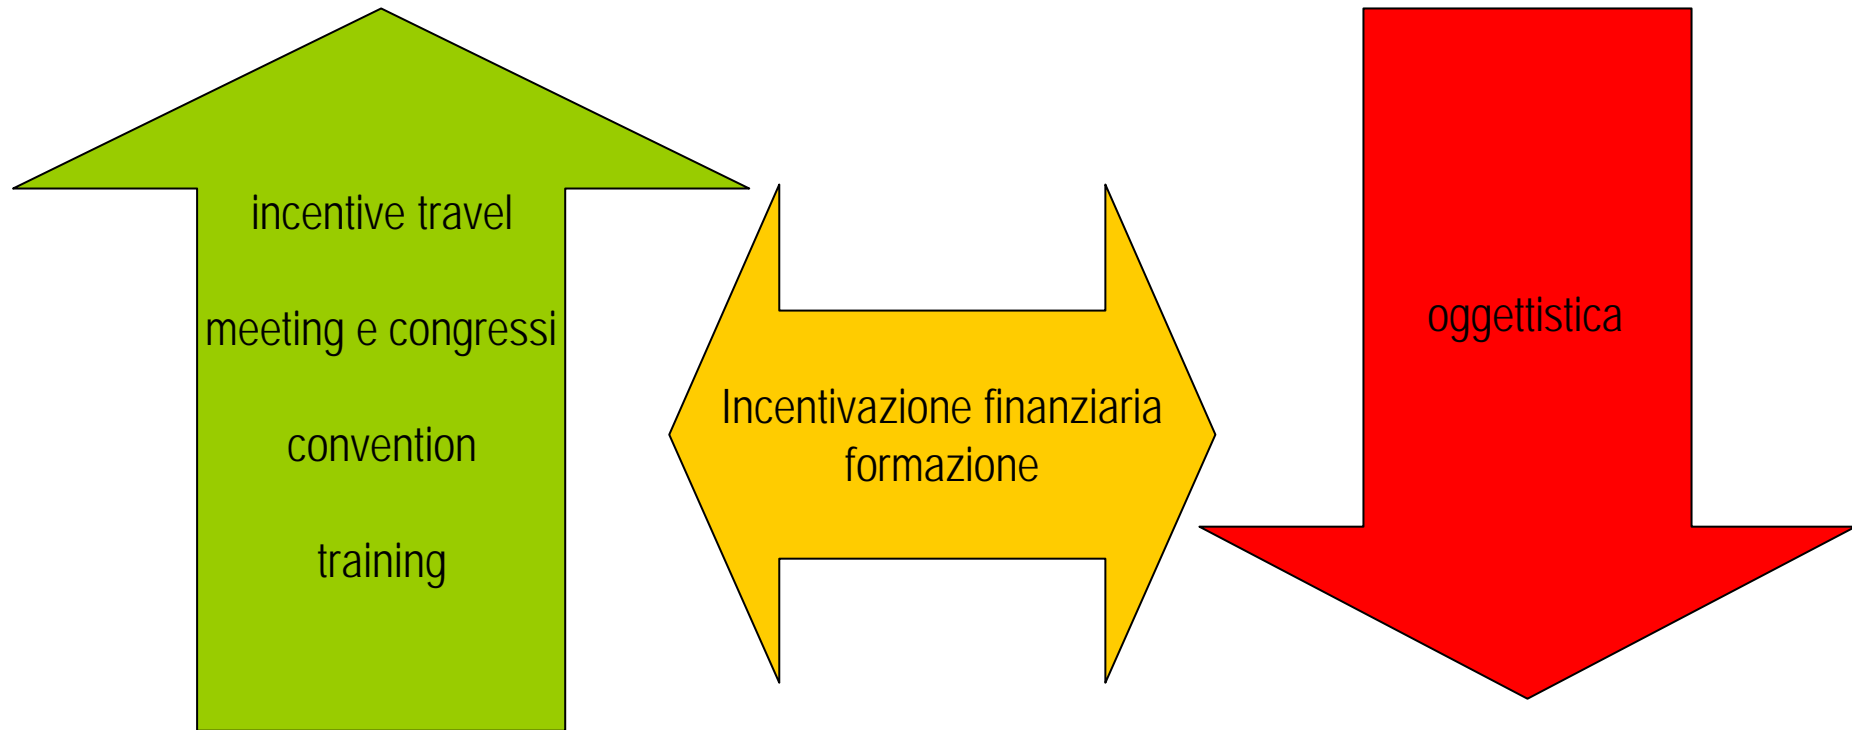 incentive travel
meeting e congressi
convention
training
Incentivazione finanziaria
formazione
oggettistica